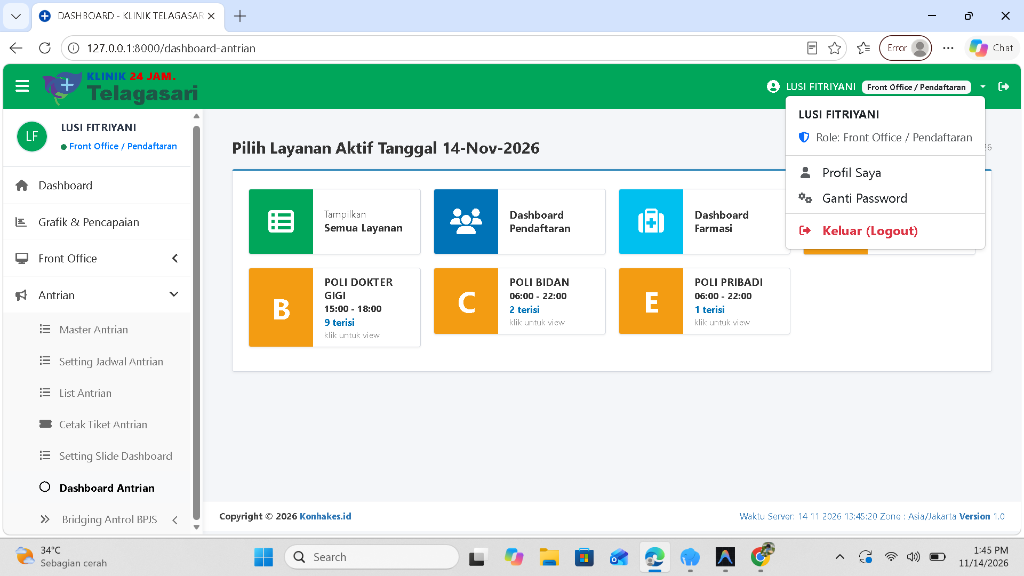 DASHBOARD - KLINIK TELAGASAR
127.0.0.1:8000/dashboard-antrian
Error
Chat
KLINIK 24 JAM.
Telagasari
LUSI FITRIYANI
Front Office / Pendaftaran
LF
LUSI FITRIYANI
Front Office / Pendaftaran
Dashboard
Grafik & Pencapaian
Front Office
Antrian
Master Antrian
Setting Jadwal Antrian
List Antrian
Cetak Tiket Antrian
Setting Slide Dashboard
Dashboard Antrian
Bridging Antrol BPJS
LUSI FITRIYANI
Role: Front Office / Pendaftaran
Profil Saya
Ganti Password
Keluar (Logout)
Pilih Layanan Aktif Tanggal 14-Nov-2026
Tampilkan
Semua Layanan
Dashboard
Pendaftaran
Dashboard
Farmasi
B
POLI DOKTER
GIGI
15:00 - 18:00
9 terisi
klik untuk view
C
POLI BIDAN
06:00 - 22:00
2 terisi
klik untuk view
E
POLI PRIBADI
06:00 - 22:00
1 terisi
klik untuk view
Copyright © 2026 Konhakes.id
Waktu Server: 14-11-2026 13:45:20 Zona : Asia/Jakarta Version 1.0
34°C
Sebagian cerah
Search
1:45 PM
11/14/2026